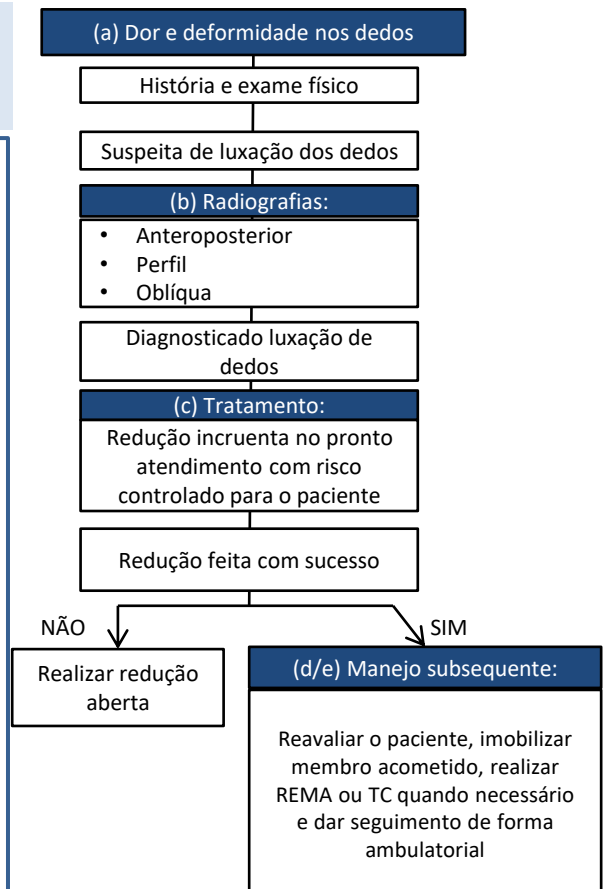 (a) Dor e deformidade nos dedos
História e exame físico
Suspeita de luxação dos dedos
(b) Radiografias:
• Anteroposterior
• Perfil
• Oblíqua
Diagnosticado luxação de
dedos
(c) Tratamento:
Redução incruenta no pronto
atendimento com risco
controlado para o paciente
Redução feita com sucesso
NÃO
SIM
Realizar redução
aberta
(d/e) Manejo subsequente:
Reavaliar o paciente, imobilizar
membro acometido, realizar
REMA ou TC quando necessário
e dar seguimento de forma
ambulatorial